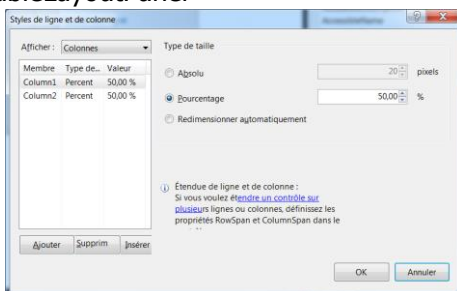 Styles de ligne et de colonne
Afficher : Colonnes
Type de taille
Membre Type de... Valeur
Column1 Percent 50,00 %
Column2 Percent 50,00 %
Absolu 20 pixels
Pourcentage 50,00 %
Redimensionner automatiquement
Étendue de ligne et de colonne :
Si vous voulez étendre un contrôle sur
plusieurs lignes ou colonnes, définissez les
propriétés RowSpan et ColumnSpan dans le
Ajouter Supprim Insérer
OK Annuler